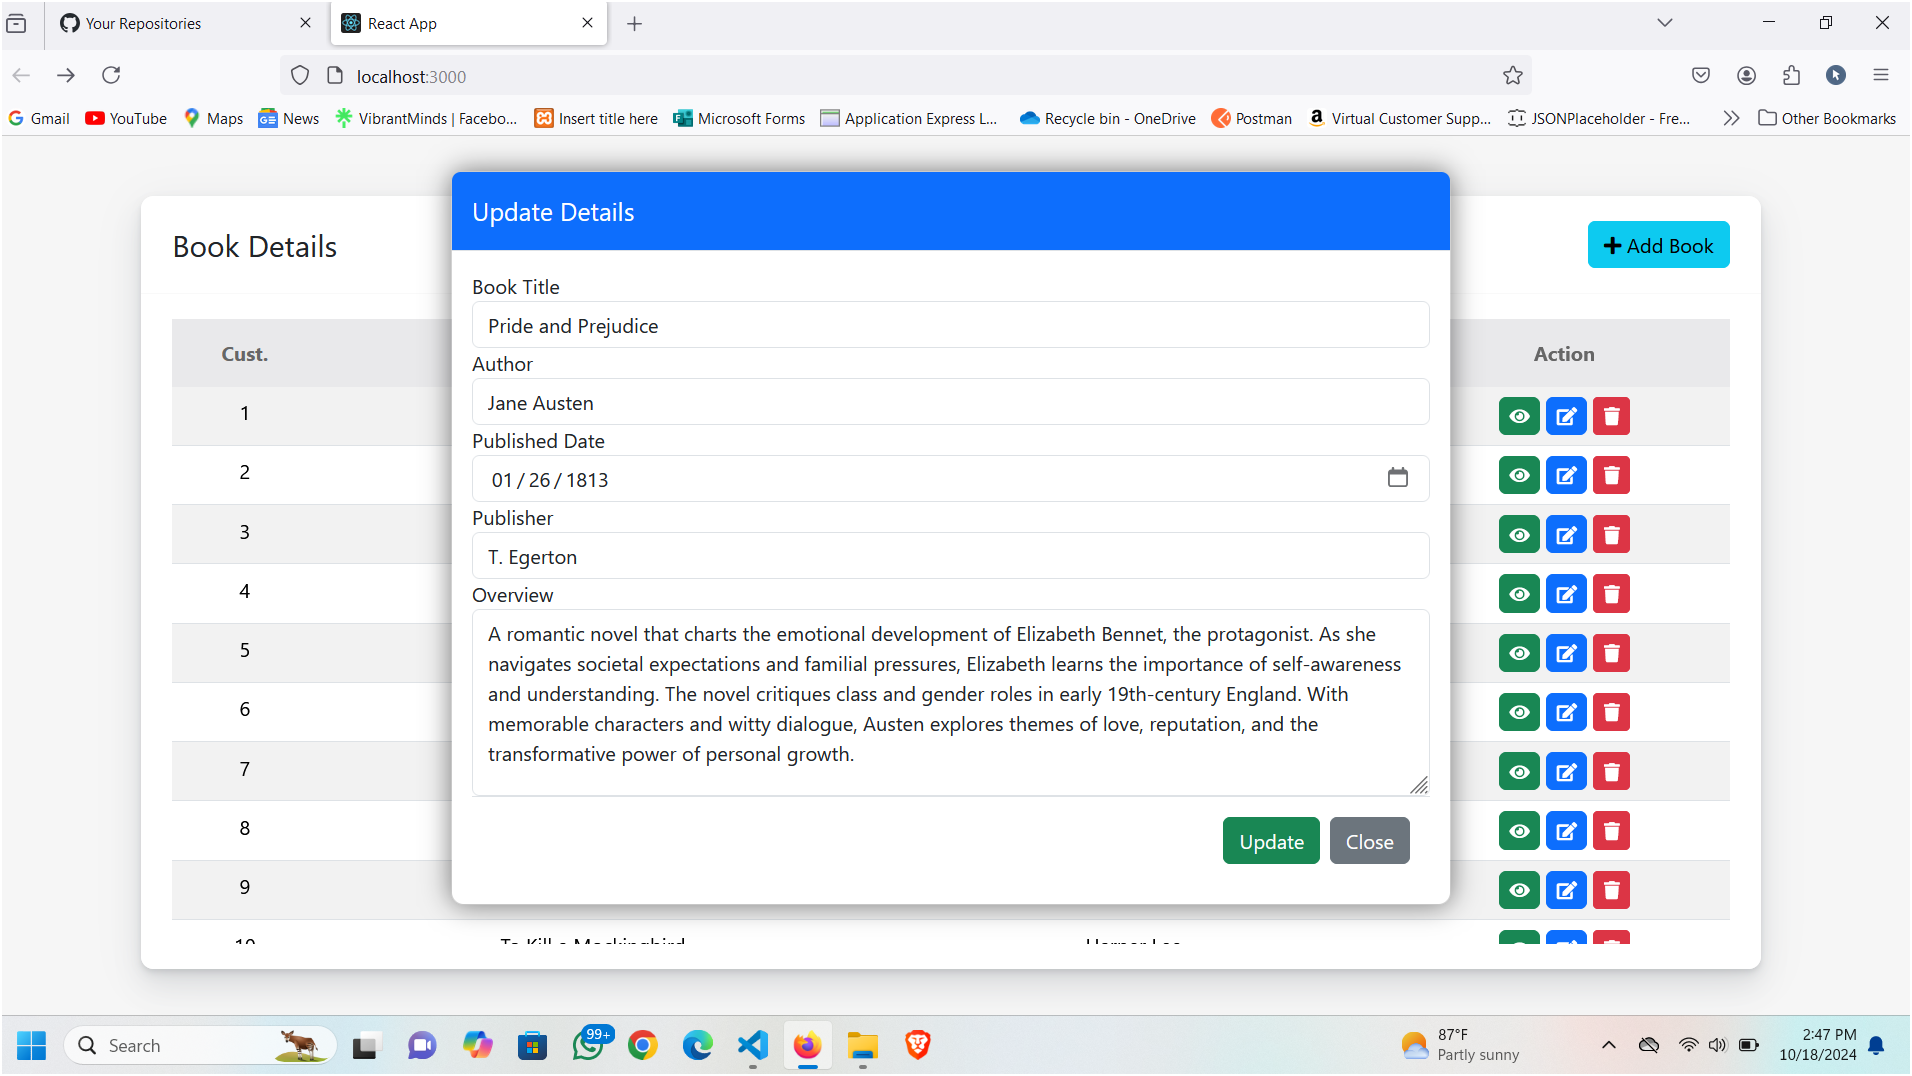 Your Repositories
React App
localhost:3000
Gmail
YouTube
Maps
News
VibrantMinds | Facebo...
Insert title here
Microsoft Forms
Application Express L...
Recycle bin - OneDrive
Postman
Virtual Customer Supp...
JSONPlaceholder - Fre...
Other Bookmarks
Book Details
Add Book
Update Details
Book Title
Pride and Prejudice
Author
Jane Austen
Published Date
01 / 26 / 1813
Publisher
T. Egerton
Overview
A romantic novel that charts the emotional development of Elizabeth Bennet, the protagonist. As she
navigates societal expectations and familial pressures, Elizabeth learns the importance of self-awareness
and understanding. The novel critiques class and gender roles in early 19th-century England. With
memorable characters and witty dialogue, Austen explores themes of love, reputation, and the
transformative power of personal growth.
Update
Close
Cust.
Action
1
2
3
4
5
6
7
8
9
10 To Kill a Mockingbird Harper Lee
Search
99+
87°F
Partly sunny
2:47 PM
10/18/2024